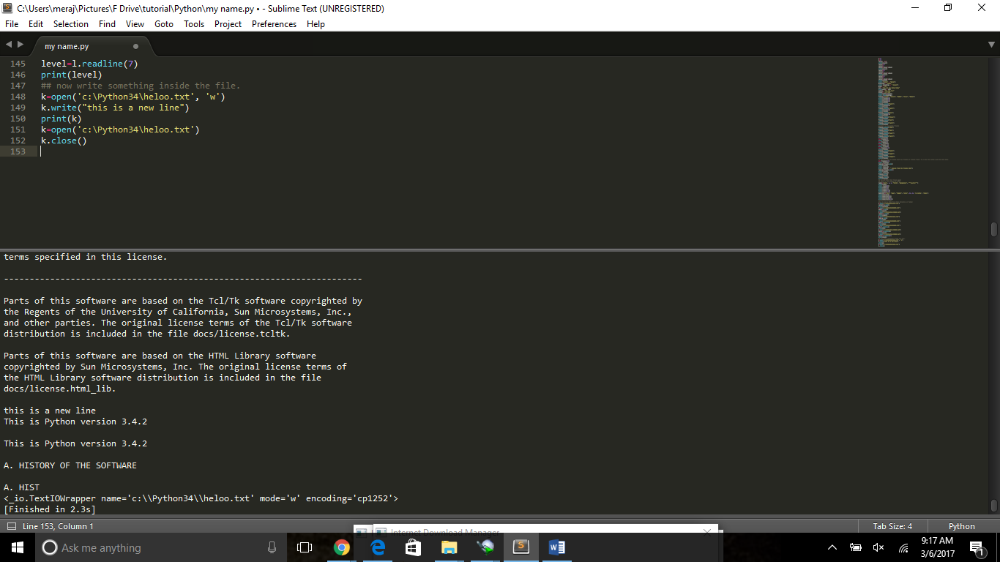 C:\Users\meraj\Pictures\F Drive\tutorial\Python\my name.py • - Sublime Text (UNREGISTERED)
File Edit Selection Find View Goto Tools Project Preferences Help
my name.py
145 level=l.readline(7)
146 print(level)
147 ## now write something inside the file.
148 k=open('c:\Python34\heloo.txt', 'w')
149 k.write("this is a new line")
150 print(k)
151 k=open('c:\Python34\heloo.txt')
152 k.close()
153
terms specified in this license.
----------------------------------------------------------------------
Parts of this software are based on the Tcl/Tk software copyrighted by
the Regents of the University of California, Sun Microsystems, Inc.,
and other parties. The original license terms of the Tcl/Tk software
distribution is included in the file docs/license.tcltk.
Parts of this software are based on the HTML Library software
copyrighted by Sun Microsystems, Inc. The original license terms of
the HTML Library software distribution is included in the file
docs/license.html_lib.
this is a new line
This is Python version 3.4.2
This is Python version 3.4.2
A. HISTORY OF THE SOFTWARE
A. HIST
<_io.TextIOWrapper name='c:\\Python34\\heloo.txt' mode='w' encoding='cp1252'>
[Finished in 2.3s]
Line 153, Column 1 Tab Size: 4 Python
Internet Download Manager
Ask me anything
9:17 AM
3/6/2017
1